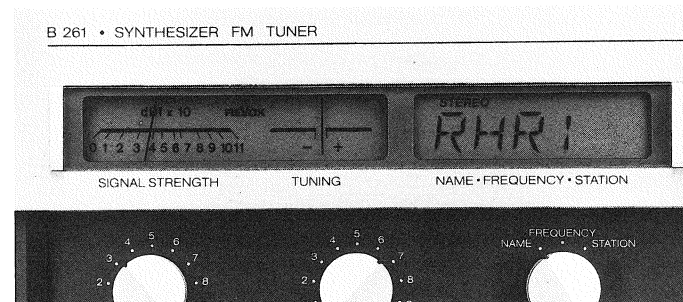 B 261 • SYNTHESIZER FM TUNER
STEREO
dBf x 10 REVOX
RHR1
0 1 2 3 4 5 6 7 8 9 10 11
- +
SIGNAL STRENGTH TUNING NAME • FREQUENCY • STATION
FREQUENCY
NAME STATION
2 3 4 5 6 7 8
2 3 4 5 6 7 8